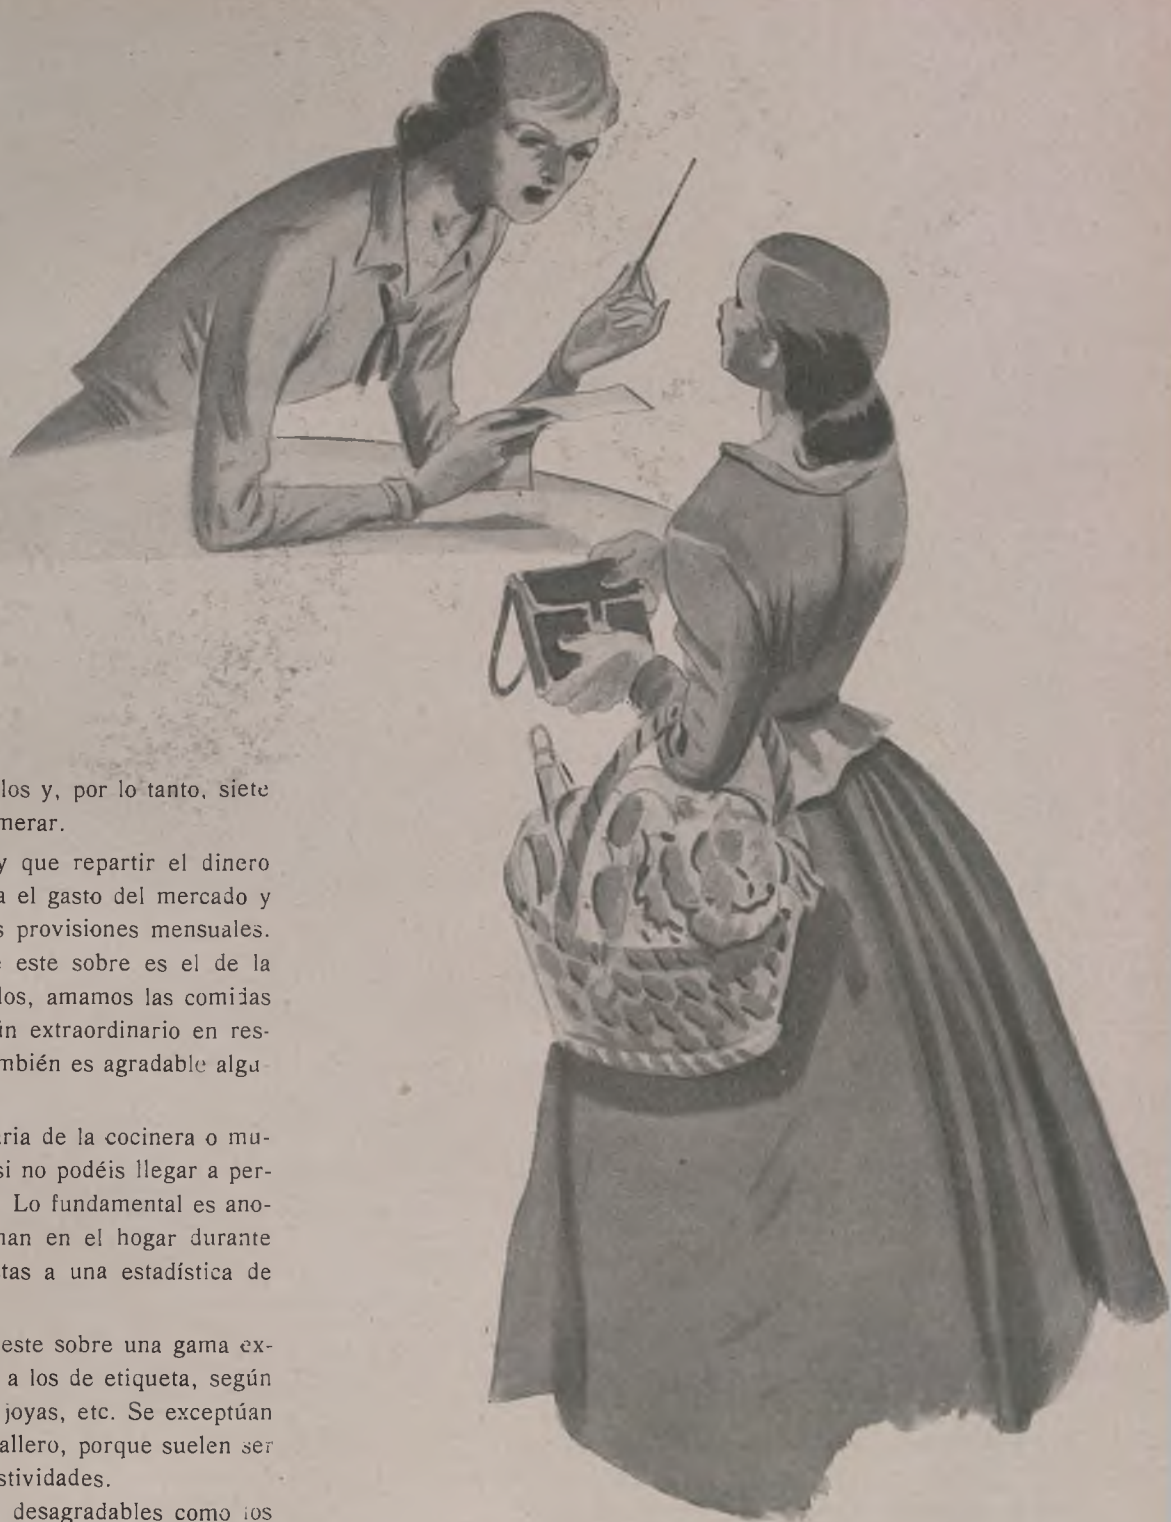 los y, por lo tanto, siete
merar.
y que repartir el dinero
a el gasto del mercado y
s provisiones mensuales.
e este sobre es el de la
los, amamos las comidas
in extraordinario en res-
mbién es agradable algu-
ria de la cocinera o mu-
si no podéis llegar a per-
Lo fundamental es ano-
nan en el hogar durante
tas a una estadística de
este sobre una gama ex-
a los de etiqueta, según
joyas, etc. Se exceptúan
allero, porque suelen ser
stividades.
desagradables como los